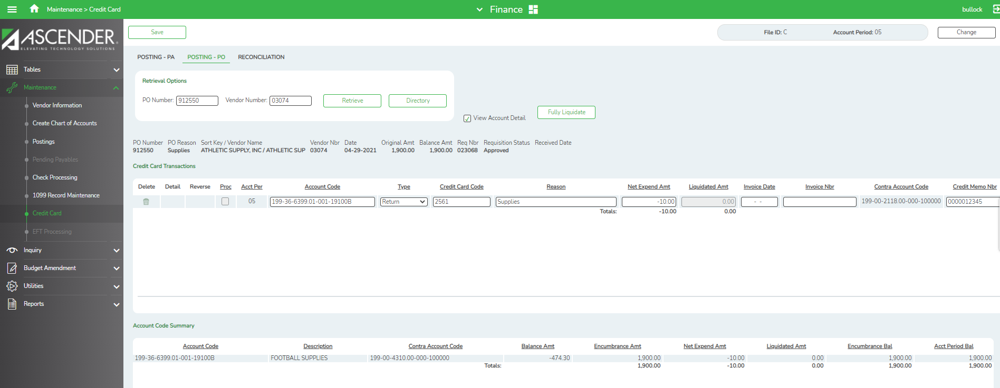 Maintenance > Credit Card
Finance
bullock
ASCENDER
ELEVATING TECHNOLOGY SOLUTIONS
Save
File ID: C
Account Period: 05
Change
Tables
Maintenance
Vendor Information
Create Chart of Accounts
Postings
Pending Payables
Check Processing
1099 Record Maintenance
Credit Card
EFT Processing
Inquiry
Budget Amendment
Utilities
Reports
POSTING - PA POSTING - PO RECONCILIATION
Retrieval Options
PO Number: 912550 Vendor Number: 03074 Retrieve Directory
View Account Detail Fully Liquidate
PO Number PO Reason Sort Key / Vendor Name Vendor Nbr Date Original Amt Balance Amt Req Nbr Requisition Status Received Date
912550 Supplies ATHLETIC SUPPLY, INC / ATHLETIC SUP 03074 04-29-2021 1,900.00 1,900.00 023068 Approved
Credit Card Transactions
Delete Detail Reverse Proc Acct Per Account Code Type Credit Card Code Reason Net Expend Amt Liquidated Amt Invoice Date Invoice Nbr Contra Account Code Credit Memo Nbr
05 199-36-6399.01-001-19100B Return 2561 Supplies -10.00 0.00 - - 199-00-2118.00-000-100000 0000012345
Totals: -10.00 0.00
Account Code Summary
Account Code Description Contra Account Code Balance Amt Encumbrance Amt Net Expend Amt Liquidated Amt Encumbrance Bal Acct Period Bal
199-36-6399.01-001-19100B FOOTBALL SUPPLIES 199-00-4310.00-000-100000 -474.30 1,900.00 -10.00 0.00 1,900.00 1,900.00
Totals: 1,900.00 -10.00 0.00 1,900.00 1,900.00